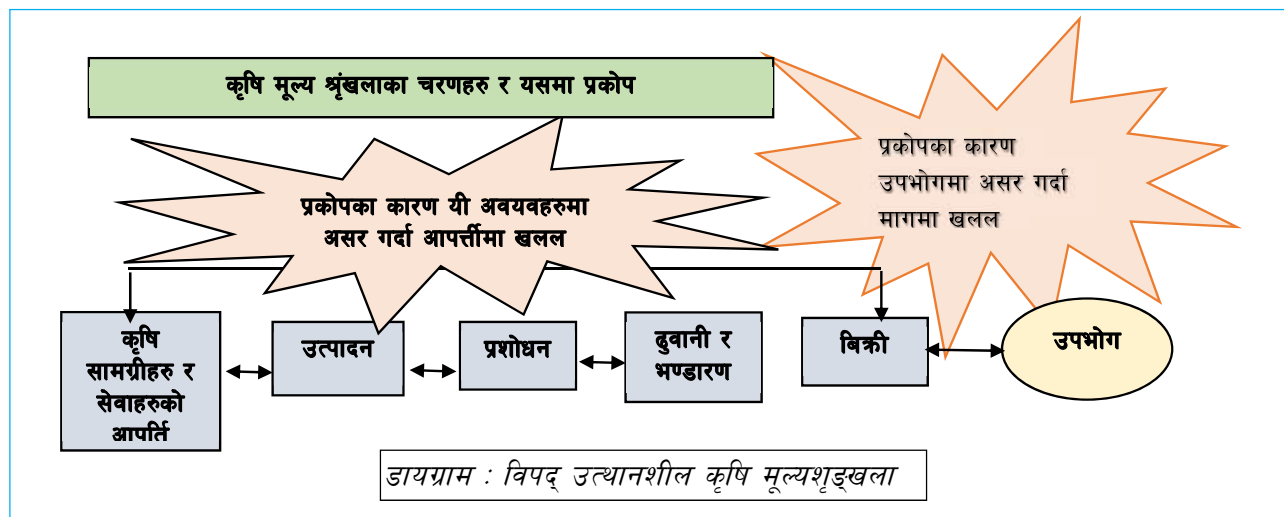 कृषि मूल्य श्रृंखलाका चरणहरु र यसमा प्रकोप
प्रकोपका कारण
उपभोगमा असर गर्दा
मागमा खलल
प्रकोपका कारण यी अवयवहरुमा
असर गर्दा आपर्त्तीमा खलल
कृषि
सामग्रीहरु र
सेवाहरुको
आपर्ति
उत्पादन
प्रशोधन
ढुवानी र
भण्डारण
बिक्री
उपभोग
डायग्राम : विपद् उत्थानशील कृषि मूल्यशृङ्खला